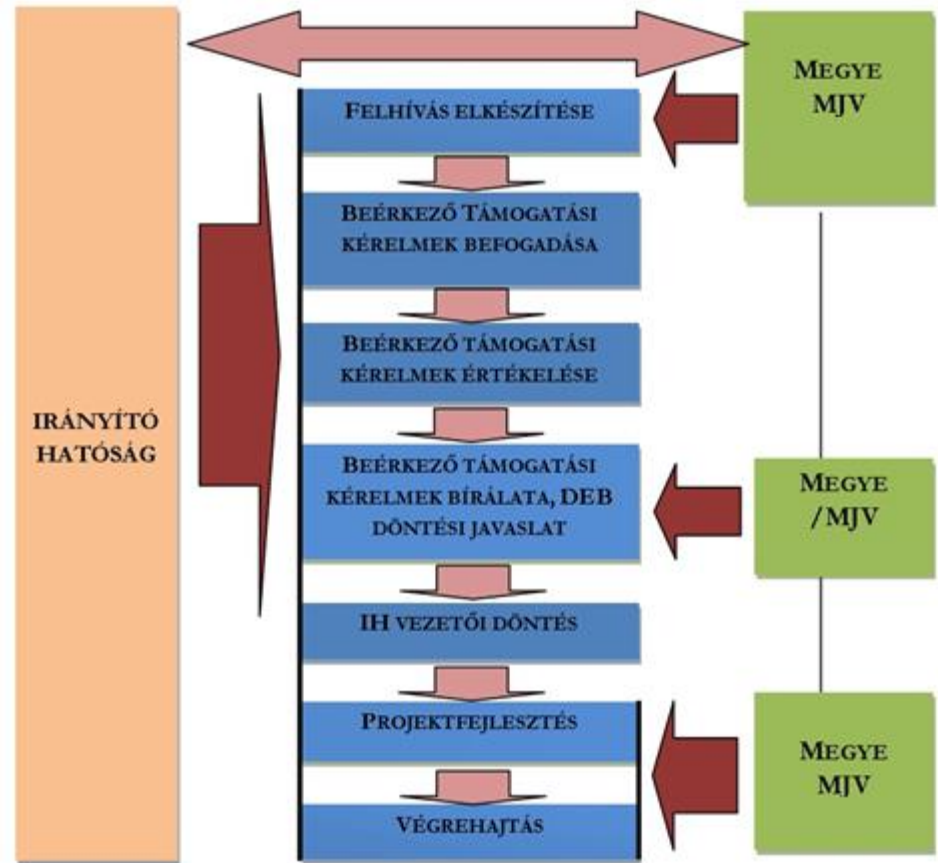 IRÁNYÍTÓ
HATÓSÁG
MEGYE
MJV
FELHÍVÁS ELKÉSZÍTÉSE
BEÉRKEZŐ TÁMOGATÁSI
KÉRELMEK BEFOGADÁSA
BEÉRKEZŐ TÁMOGATÁSI
KÉRELMEK ÉRTÉKELÉSE
BEÉRKEZŐ TÁMOGATÁSI
KÉRELMEK BÍRÁLATA, DEB
DÖNTÉSI JAVASLAT
MEGYE
/MJV
IH VEZETŐI DÖNTÉS
PROJEKTFEJLESZTÉS
VÉGREHAJTÁS
MEGYE
MJV